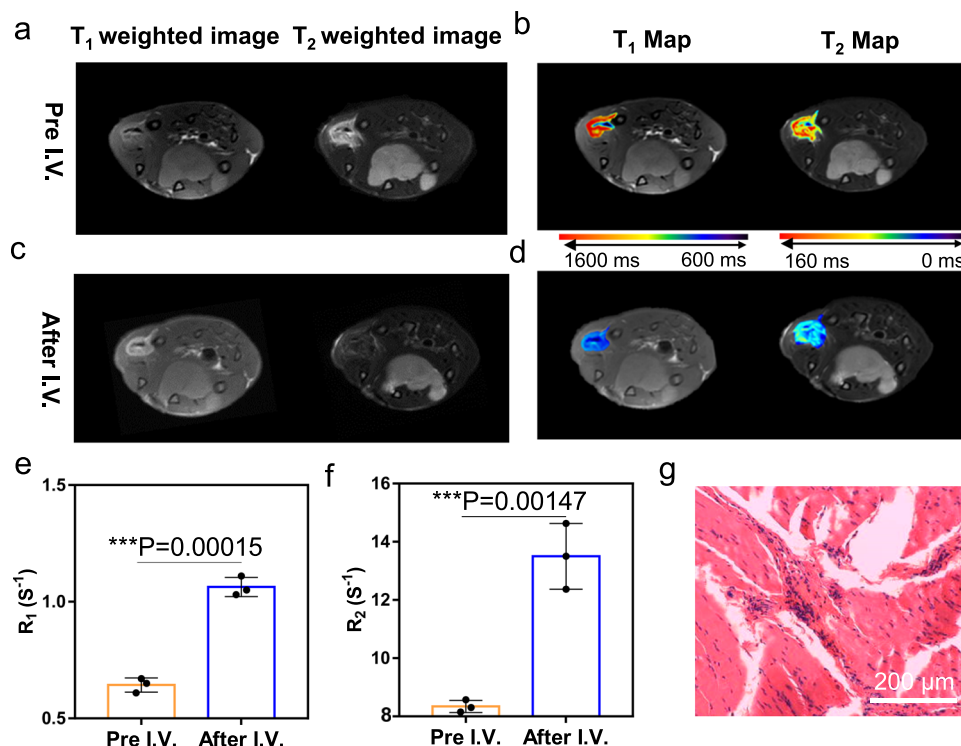 a
T₁ weighted image T₂ weighted image
b
T₁ Map T₂ Map
Pre I.V.
1600 ms 600 ms
160 ms 0 ms
c
d
After I.V.
e
***P=0.00015
R₁ (S⁻¹)
1.5
1.0
0.5
Pre I.V. After I.V.
f
***P=0.00147
R₂ (S⁻¹)
16
14
12
10
8
Pre I.V. After I.V.
g
200 μm